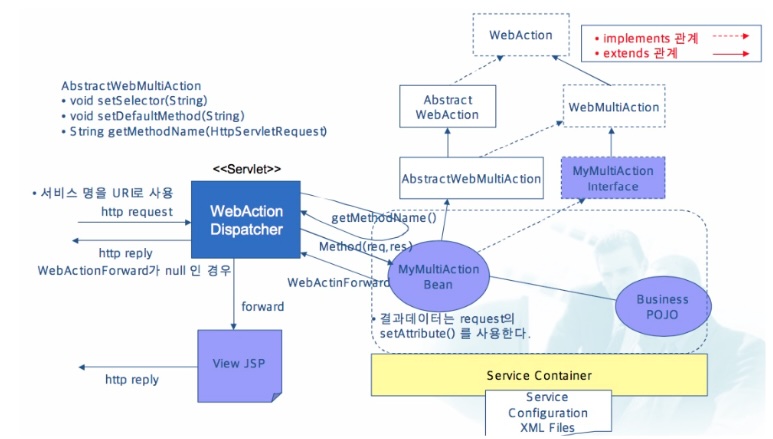 WebAction
• implements 관계
• extends 관계
AbstractWebMultiAction
• void setSelector(String)
• void setDefaultMethod(String)
• String getMethodName(HttpServletRequest)
Abstract
WebAction
WebMultiAction
<<Servlet>>
AbstractWebMultiAction
MyMultiAction
Interface
• 서비스 명을 URI로 사용
http request
WebAction
Dispatcher
getMethodName()
Method(req,res)
http reply
WebActionForward가 null 인 경우
WebActinForward
MyMultiAction
Bean
Business
POJO
forward
• 결과데이터는 request의
setAttribute() 를 사용한다.
View JSP
http reply
Service Container
Service
Configuration
XML Files